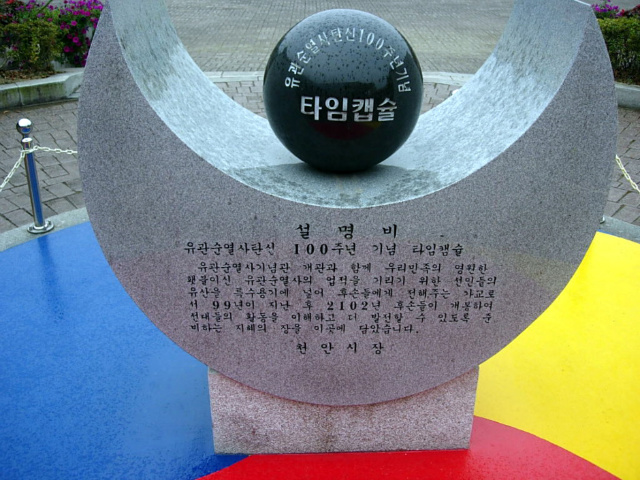 유관순열사탄신100주년기념
타임캡슐
설 명 비
유관순열사탄신 100주년 기념 타임캡슐
유관순열사기념관 개관과 함께 우리민족의 영원한
횃불이신 유관순열사의 업적을 기리기 위한 선인들의
유산을 특수용기에 넣어 후손들에게 전해주는 가교로
서 99년이 지난 후 2102년 후손들이 개봉하여
선대들의 활동을 이해하고 더 발전할 수 있도록 준
비하는 지혜의 장을 이곳에 담았습니다.
천 안 시 장